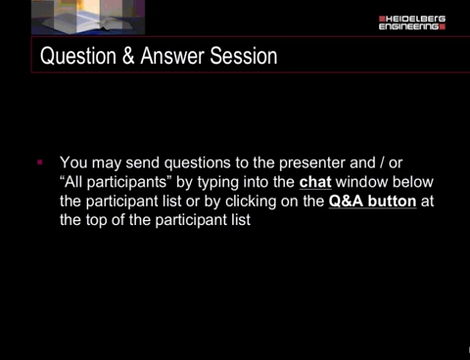 HEIDELBERG
ENGINEERING
Question & Answer Session
You may send questions to the presenter and / or
“All participants” by typing into the chat window below
the participant list or by clicking on the Q&A button at
the top of the participant list